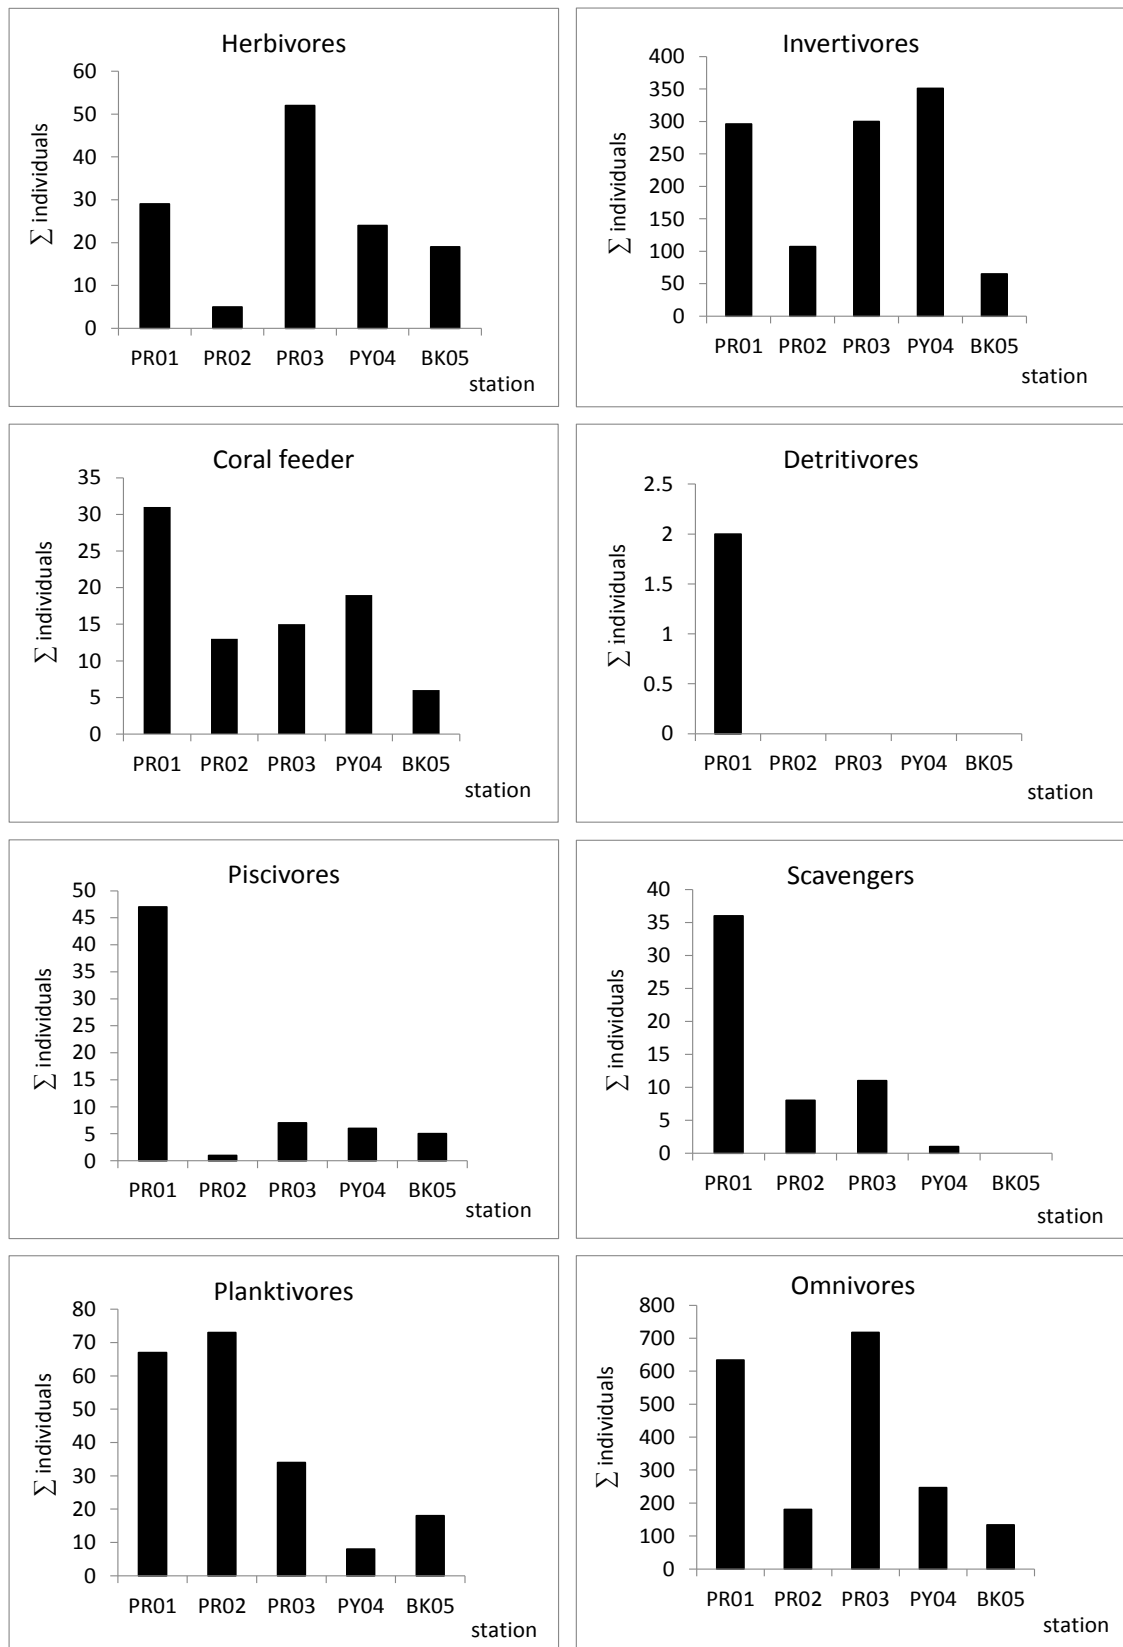 Herbivores
60
50
40
30
20
10
0
∑ individuals
PR01 PR02 PR03 PY04 BK05
station
Invertivores
400
350
300
250
200
150
100
50
0
∑ individuals
PR01 PR02 PR03 PY04 BK05
station
Coral feeder
35
30
25
20
15
10
5
0
∑ individuals
PR01 PR02 PR03 PY04 BK05
station
Detritivores
2.5
2
1.5
1
0.5
0
∑ individuals
PR01 PR02 PR03 PY04 BK05
station
Piscivores
50
45
40
35
30
25
20
15
10
5
0
∑ individuals
PR01 PR02 PR03 PY04 BK05
station
Scavengers
40
35
30
25
20
15
10
5
0
∑ individuals
PR01 PR02 PR03 PY04 BK05
station
Planktivores
80
70
60
50
40
30
20
10
0
∑ individuals
PR01 PR02 PR03 PY04 BK05
station
Omnivores
800
700
600
500
400
300
200
100
0
∑ individuals
PR01 PR02 PR03 PY04 BK05
station